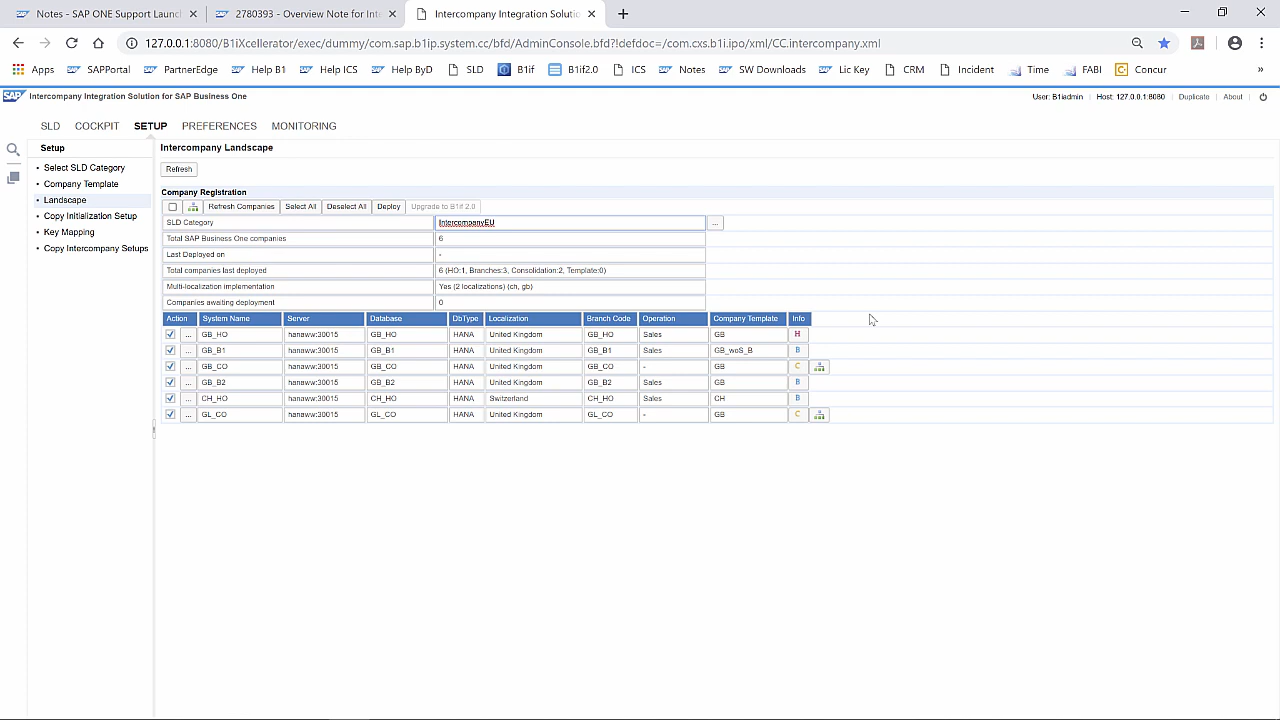 Notes - SAP ONE Support Launc
2780393 - Overview Note for Inte
Intercompany Integration Solutio
127.0.0.1:8080/B1iXcellerator/exec/dummy/com.sap.b1ip.system.cc/bfd/AdminConsole.bfd?!defdoc=/com.cxs.b1i.ipo/xml/CC.intercompany.xml
Apps SAPPortal PartnerEdge Help B1 Help ICS Help ByD SLD B1if B1if2.0 ICS Notes SW Downloads Lic Key CRM Incident Time FABI Concur »
SAP Intercompany Integration Solution for SAP Business One User: B1iadmin Host: 127.0.0.1:8080 Duplicate About
SLD COCKPIT SETUP PREFERENCES MONITORING
Setup
Select SLD Category
Company Template
Landscape
Copy Initialization Setup
Key Mapping
Copy Intercompany Setups
Intercompany Landscape
Refresh
Company Registration
Refresh Companies Select All Deselect All Deploy Upgrade to B1if 2.0
SLD Category IntercompanyEU ...
Total SAP Business One companies 6
Last Deployed on -
Total companies last deployed 6 (HO:1, Branches:3, Consolidation:2, Template:0)
Multi-localization implementation Yes (2 localizations) (ch, gb)
Companies awaiting deployment 0
Action System Name Server Database DbType Localization Branch Code Operation Company Template Info
... GB_HO hanaww:30015 GB_HO HANA United Kingdom GB_HO Sales GB H
... GB_B1 hanaww:30015 GB_B1 HANA United Kingdom GB_B1 Sales GB_woS_B B
... GB_CO hanaww:30015 GB_CO HANA United Kingdom GB_CO - GB C
... GB_B2 hanaww:30015 GB_B2 HANA United Kingdom GB_B2 Sales GB B
... CH_HO hanaww:30015 CH_HO HANA Switzerland CH_HO Sales CH B
... GL_CO hanaww:30015 GL_CO HANA United Kingdom GL_CO - GB C